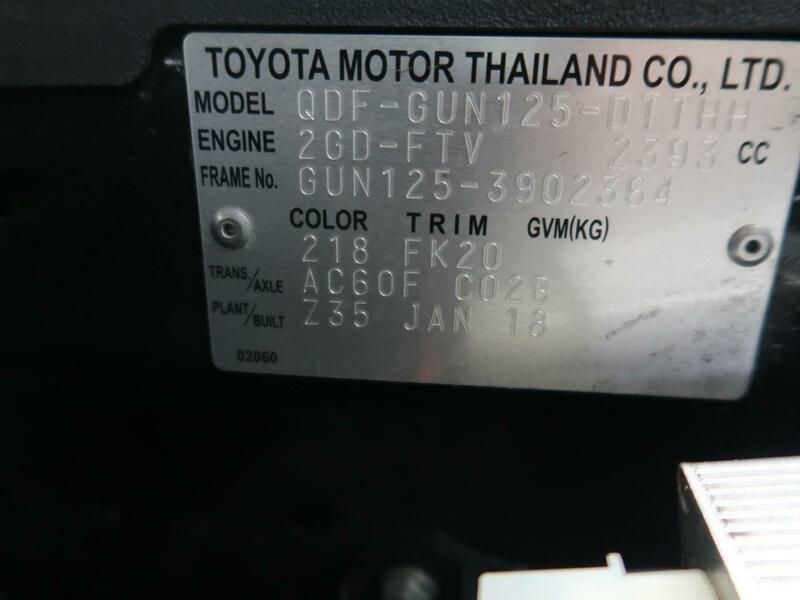 TOYOTA MOTOR THAILAND CO., LTD.
MODEL QDF-GUN125-DTTHH
ENGINE 2GD-FTV 2393 CC
FRAME No. GUN125-3902364
COLOR TRIM GVM(KG)
218 FK20
TRANS./AXLE AC60F C02B
PLANT/BUILT Z35 JAN 18
02060